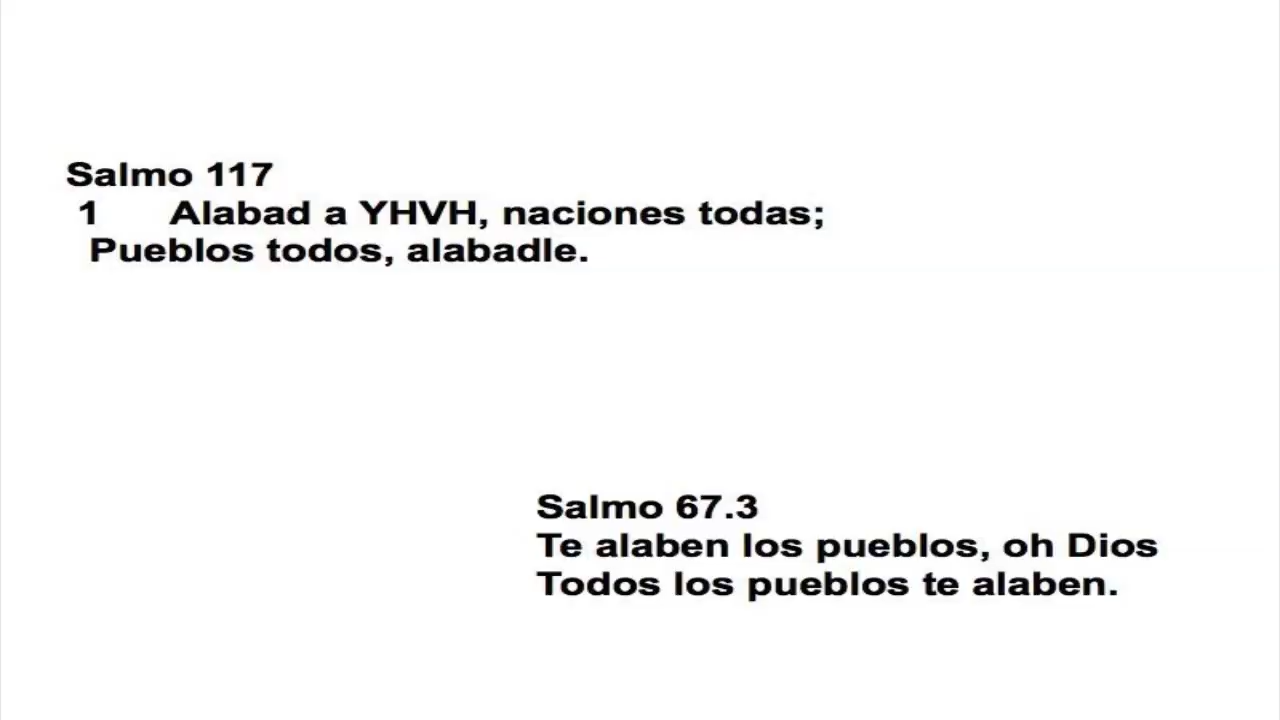 Salmo 117
1 Alabad a YHVH, naciones todas;
Pueblos todos, alabadle.
Salmo 67.3
Te alaben los pueblos, oh Dios
Todos los pueblos te alaben.